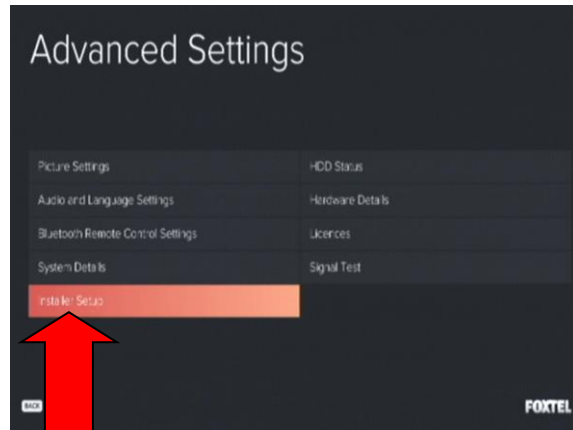 Advanced Settings
Picture Settings
HDD Status
Audio and Language Settings
Hardware Details
Bluetooth Remote Control Settings
Licences
System Details
Signal Test
Installer Setup
BACK
FOXTEL